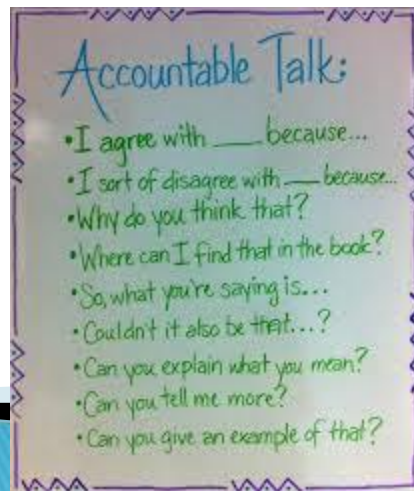 Accountable Talk:
•I agree with ___ because...
•I sort of disagree with ___ because...
•Why do you think that?
•Where can I find that in the book?
•So, what you're saying is...
•Couldn't it also be that...?
•Can you explain what you mean?
•Can you tell me more?
•Can you give an example of that?